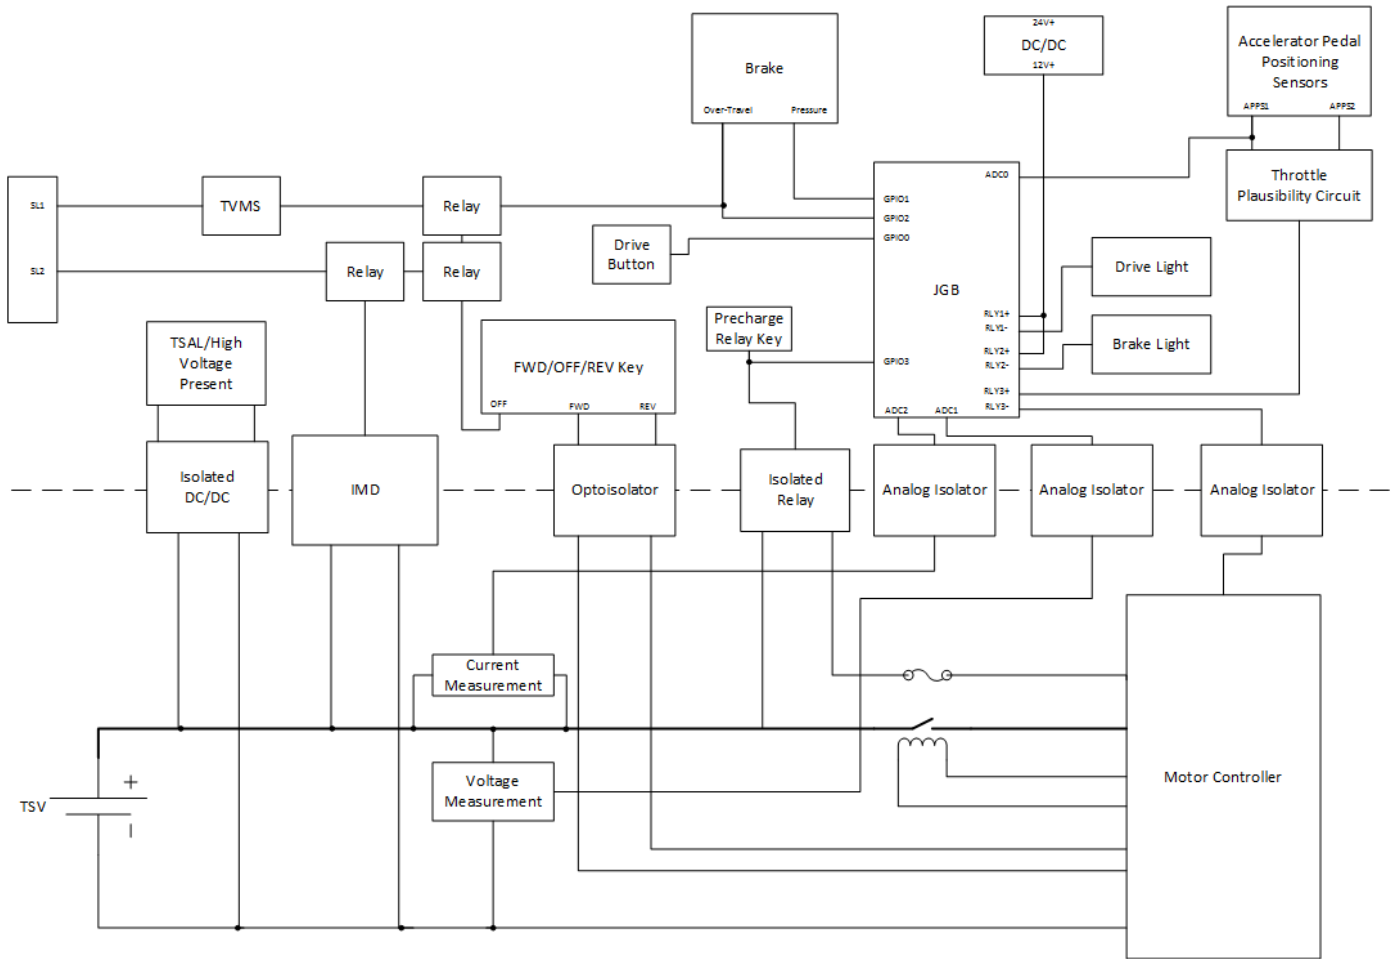 24V+
DC/DC
12V+
Brake
Over-Travel
Pressure
Accelerator Pedal
Positioning
Sensors
APPS1
APPS2
ADC0
Throttle
Plausibility Circuit
SL1
TVMS
Relay
GPIO1
GPIO2
GPIO0
Drive
Button
SL2
Relay
Relay
JGB
Drive Light
Precharge
Relay Key
RLY1+
RLY1-
TSAL/High
Voltage
Present
FWD/OFF/REV Key
Brake Light
GPIO3
RLY2+
RLY2-
RLY3+
RLY3-
OFF
FWD
REV
ADC2
ADC1
Isolated
DC/DC
IMD
Optoisolator
Isolated
Relay
Analog Isolator
Analog Isolator
Analog Isolator
Current
Measurement
+
Voltage
Measurement
Motor Controller
TSV